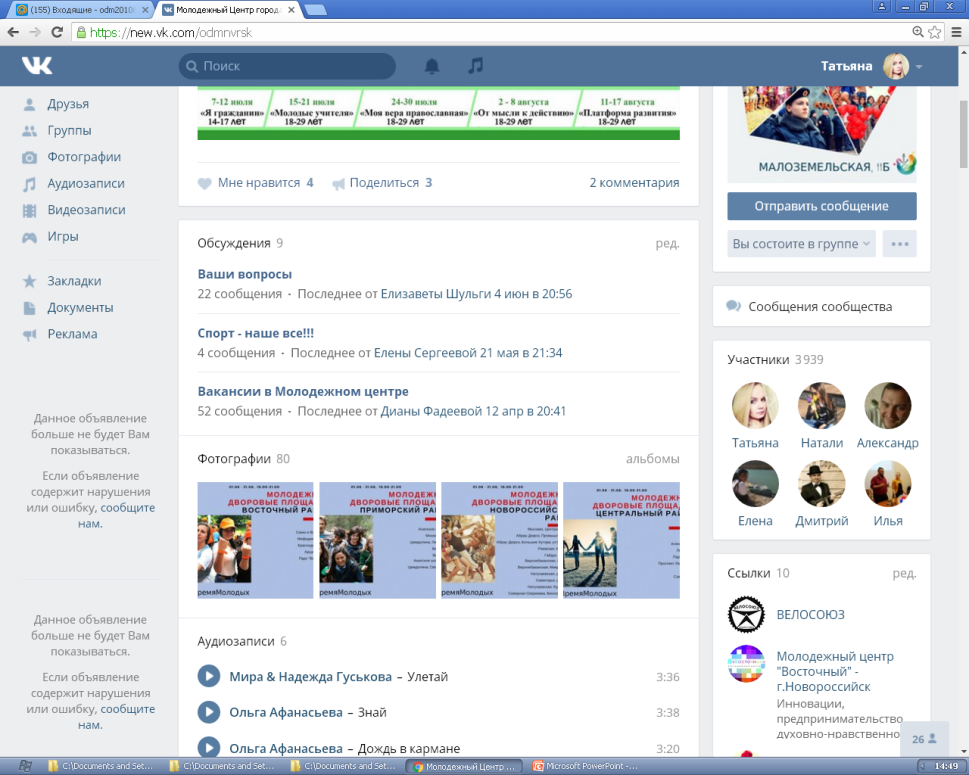 (155) Входящие - odm2010
Молодежный Центр город
https://new.vk.com/odmnvrsk
Поиск
Татьяна
Друзья
Группы
Фотографии
Аудиозаписи
Видеозаписи
Игры
Закладки
Документы
Реклама
Данное объявление
больше не будет Вам
показываться.
Если объявление
содержит нарушения
или ошибку, сообщите
нам.
Данное объявление
больше не будет Вам
показываться.
Если объявление
содержит нарушения
или ошибку, сообщите
нам.
7-12 июля 15-21 июля 24-30 июля 2 - 8 августа 11-17 августа
«Я гражданин» «Молодые учителя» «Моя вера православная» «От мысли к действию» «Платформа развития»
14-17 лет 18-29 лет 18-29 лет 18-29 лет 18-29 лет
Мне нравится 4 Поделиться 3 2 комментария
Обсуждения 9 ред.
Ваши вопросы
22 сообщения · Последнее от Елизаветы Шульги 4 июн в 20:56
Спорт - наше все!!!
4 сообщения · Последнее от Елены Сергеевой 21 мая в 21:34
Вакансии в Молодежном центре
52 сообщения · Последнее от Дианы Фадеевой 12 апр в 20:41
Фотографии 80 альбомы
МОЛОДЕЖН
ДВОРОВЫЕ ПЛОЩА
ВОСТОЧНЫЙ РА
ремяМолодых
МОЛОДЕЖН
ДВОРОВЫЕ ПЛОЩА
ПРИМОРСКИЙ РА
ремяМолодых
МОЛОДЕЖН
ДВОРОВЫЕ ПЛОЩА
НОВОРОССИЙ
РА
ремяМолодых
МОЛОДЕЖН
ДВОРОВЫЕ ПЛОЩА
ЦЕНТРАЛЬНЫЙ РАЙ
ремяМолодых
Аудиозаписи 6
Мира & Надежда Гуськова – Улетай 3:36
Ольга Афанасьева – Знай 3:38
Ольга Афанасьева – Дождь в кармане 3:20
МАЛОЗЕМЕЛЬСКАЯ, 11Б
Отправить сообщение
Вы состоите в группе
Сообщения сообщества
Участники 3 939
Татьяна Натали Александр
Елена Дмитрий Илья
Ссылки 10 ред.
ВЕЛОСОЮЗ
ВЕЛОСОЮЗ
Молодежный центр
"Восточный" -
г.Новороссийск
Инновации,
предпринимательство
духовно-нравственно
26
C:\Documents and Set...
C:\Documents and Set...
C:\Documents and Set...
Молодежный Центр ...
Microsoft PowerPoint -...
14:49